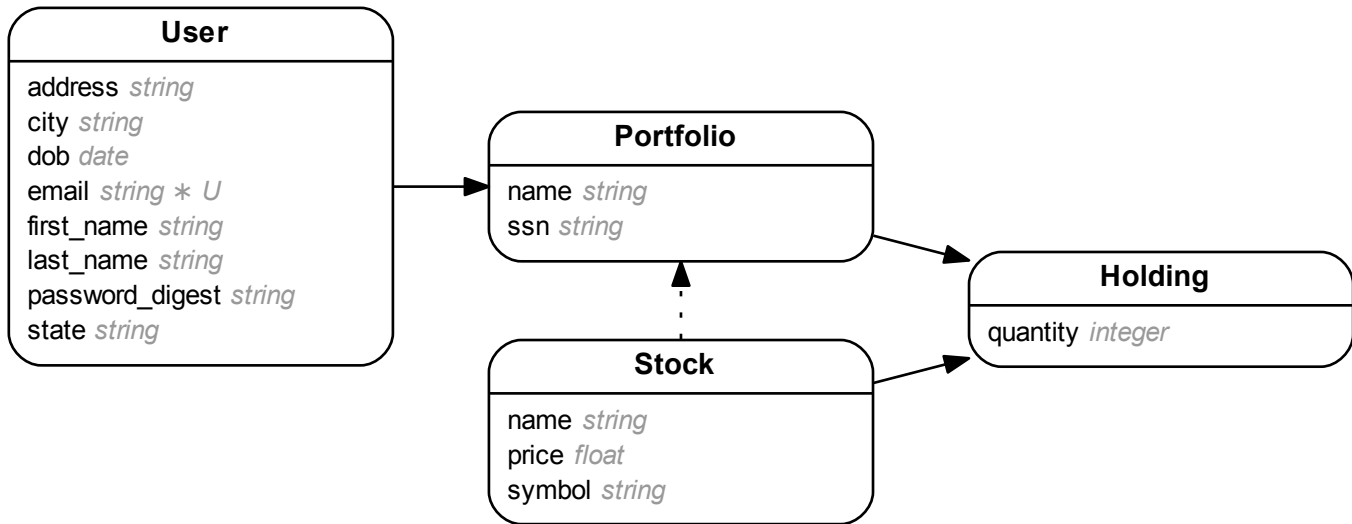 User
address string
city string
dob date
email string ∗ U
first_name string
last_name string
password_digest string
state string
Portfolio
name string
ssn string
Stock
name string
price float
symbol string
Holding
quantity integer